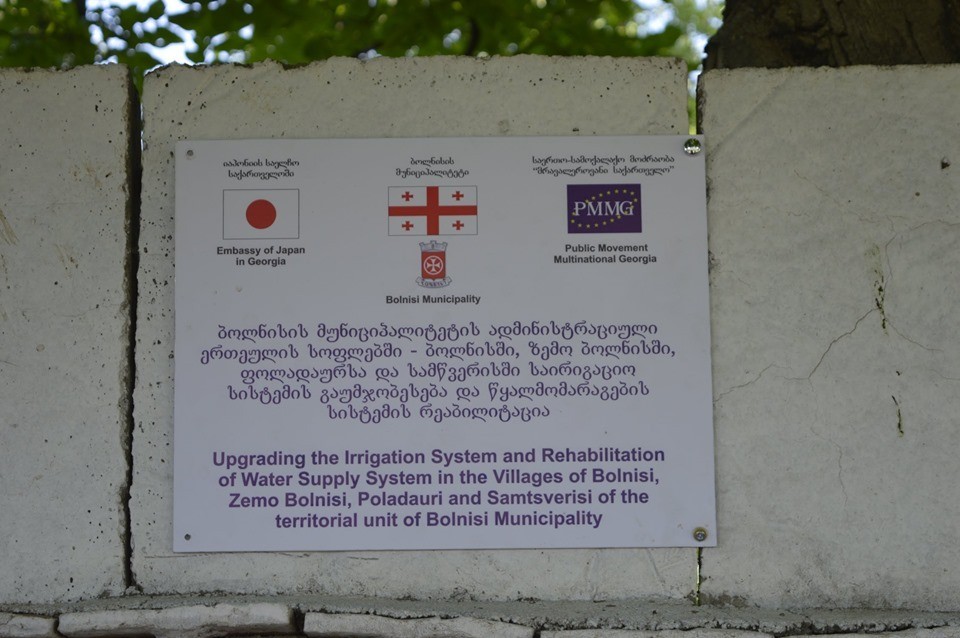 იაპონიის საელჩო
საქართველოში
Embassy of Japan
in Georgia
ბოლნისის
მუნიციპალიტეტი
Bolnisi Municipality
საერთო-სამოქალაქო მოძრაობა
"მრავალეროვანი საქართველო"
PMMG
Public Movement
Multinational Georgia
ბოლნისის მუნიციპალიტეტის ადმინისტრაციული
ერთეულის სოფლებში - ბოლნისში, ზემო ბოლნისში,
ფოლადაურსა და სამწვერისში საირიგაციო
სისტემის გაუმჯობესება და წყალმომარაგების
სისტემის რეაბილიტაცია
Upgrading the Irrigation System and Rehabilitation
of Water Supply System in the Villages of Bolnisi,
Zemo Bolnisi, Poladauri and Samtsverisi of the
territorial unit of Bolnisi Municipality